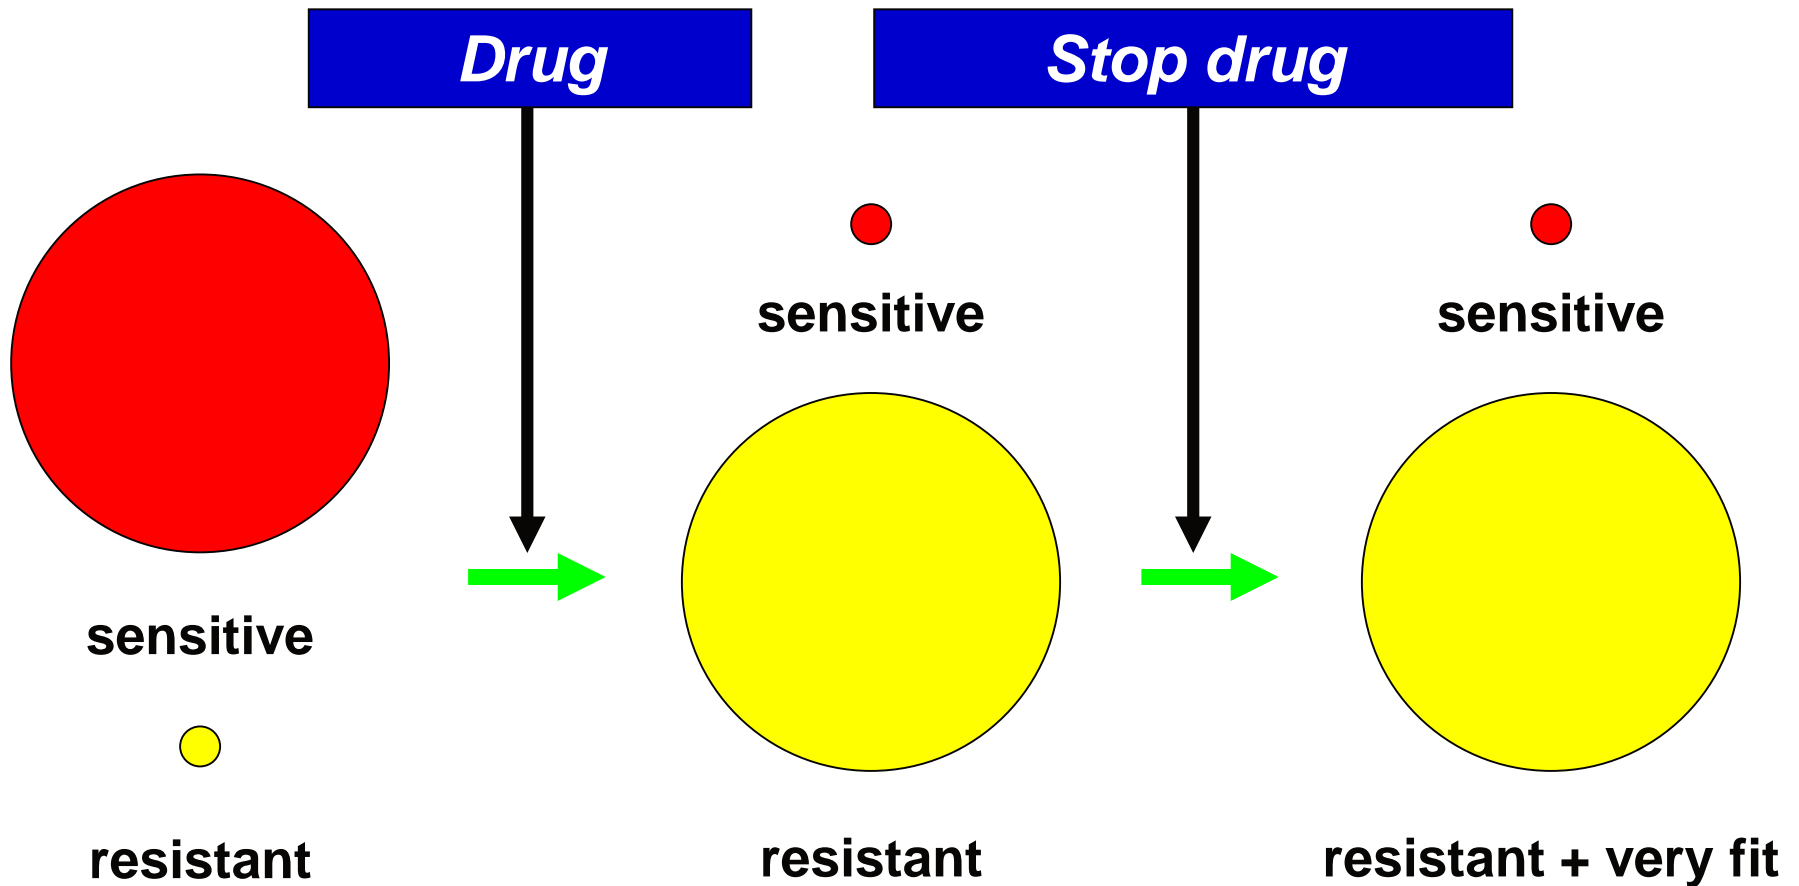 Drug
Stop drug
sensitive
sensitive
sensitive
resistant
resistant
resistant + very fit